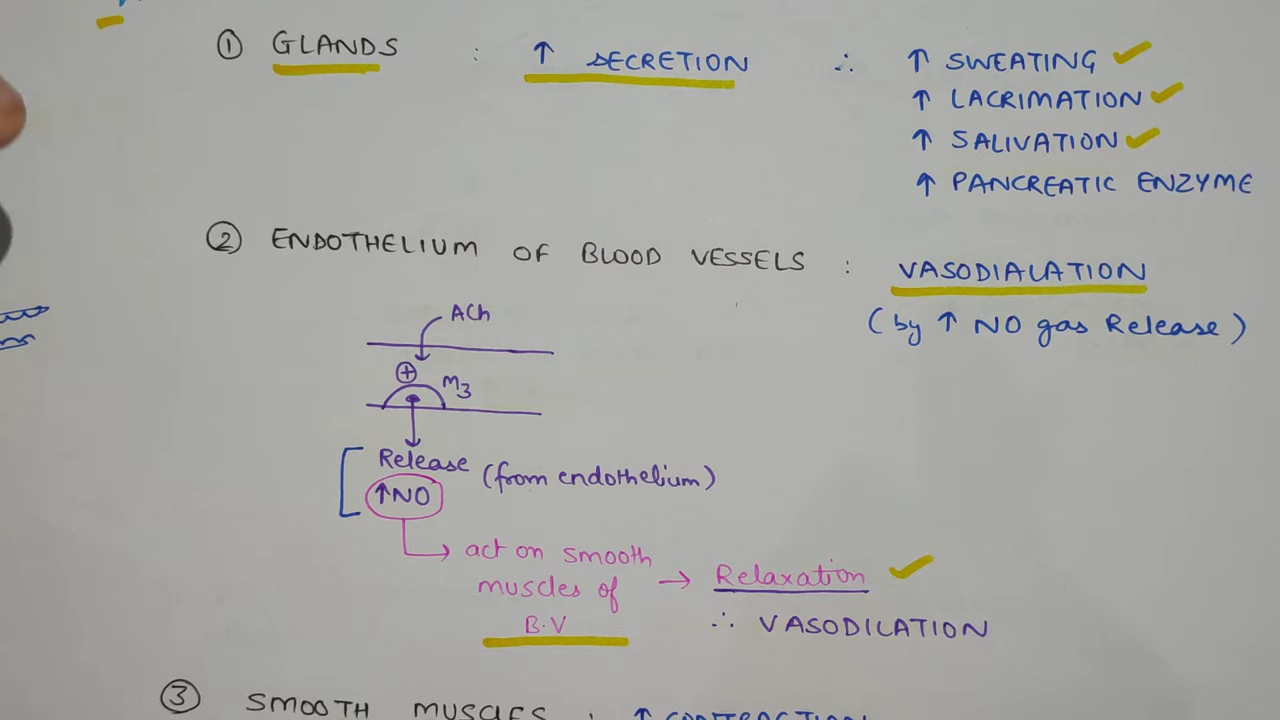 ① GLANDS : ↑ SECRETION ∴ ↑ SWEATING ✓
↑ LACRIMATION ✓
↑ SALIVATION ✓
↑ PANCREATIC ENZYME
② ENDOTHELIUM OF BLOOD VESSELS : VASODIALATION
(by ↑ NO gas Release)
ACh
⊕ M3
Release (from endothelium)
↑NO
act on smooth
muscles of → Relaxation ✓
B.V ∴ VASODILATION
③ SMOOTH MUSCLES : ↑ CONTRACTION